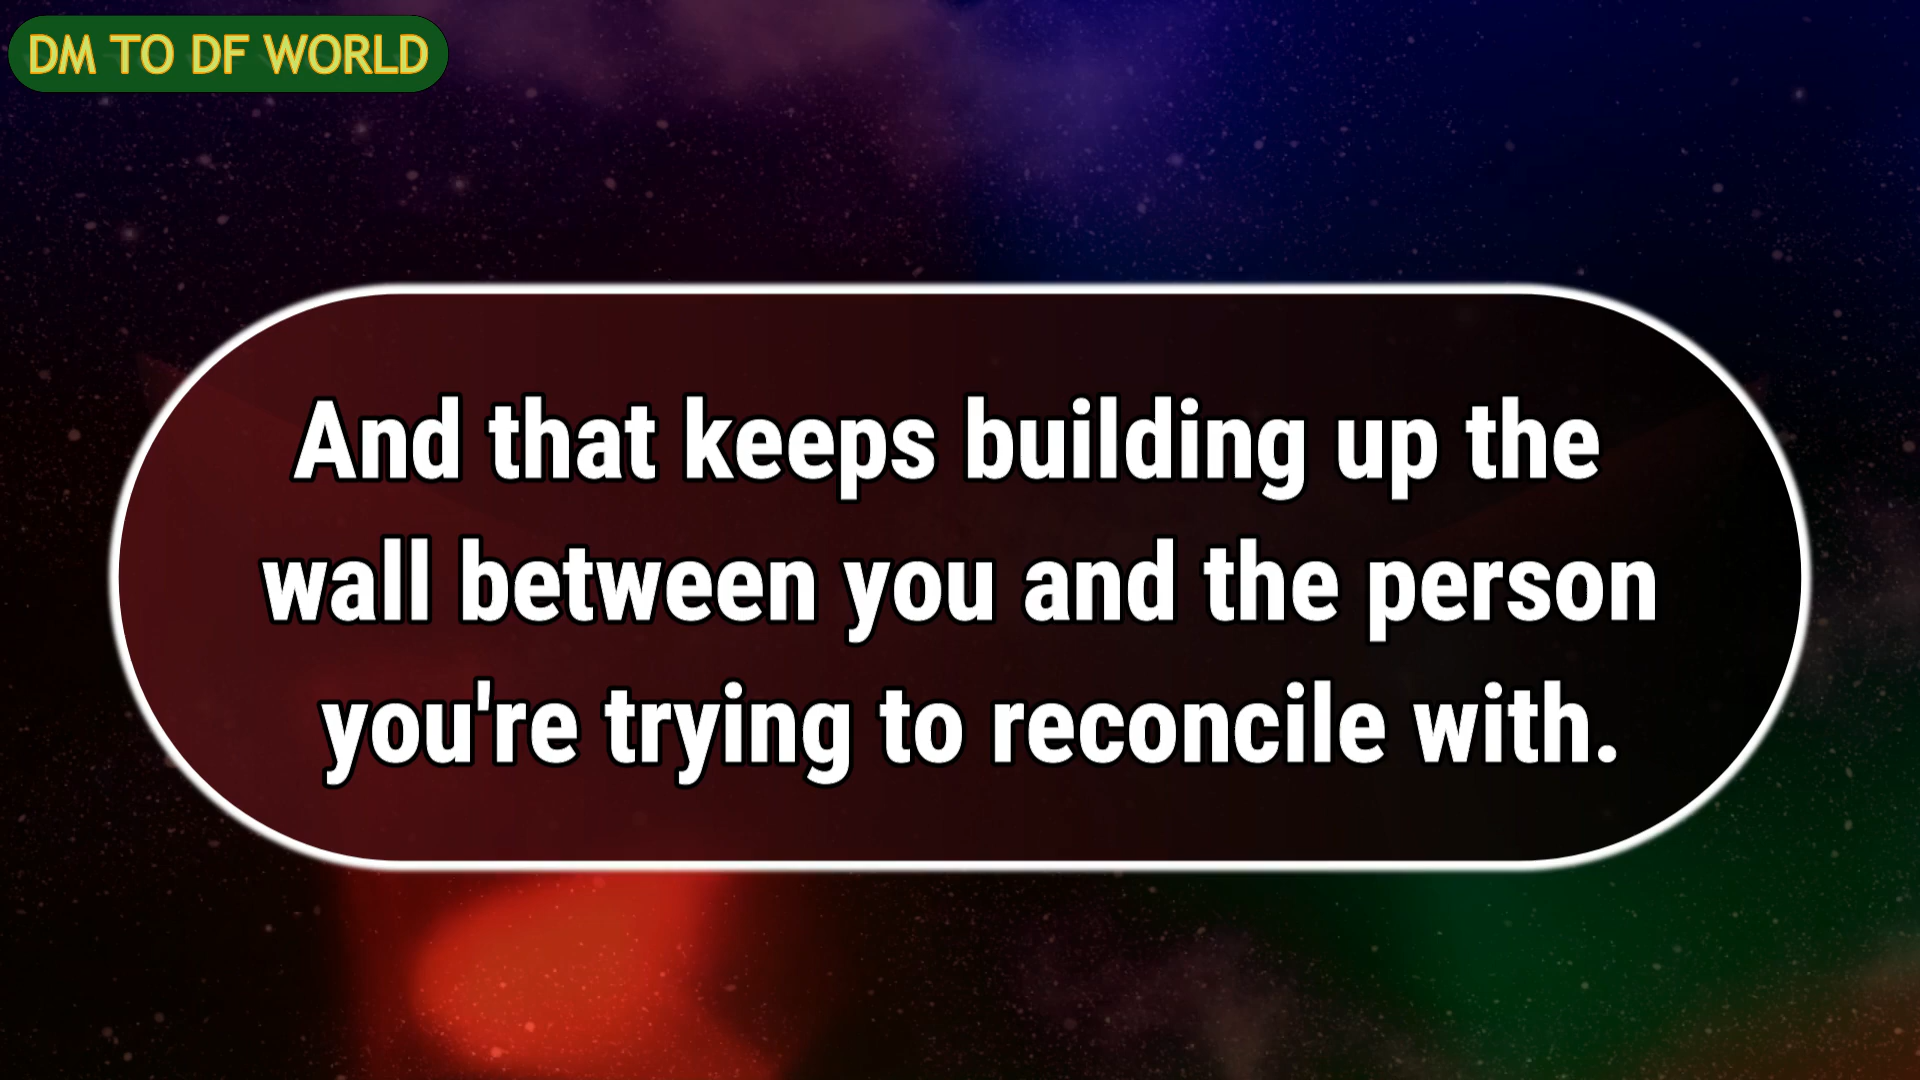 DM TO DF WORLD
And that keeps building up the
wall between you and the person
you're trying to reconcile with.